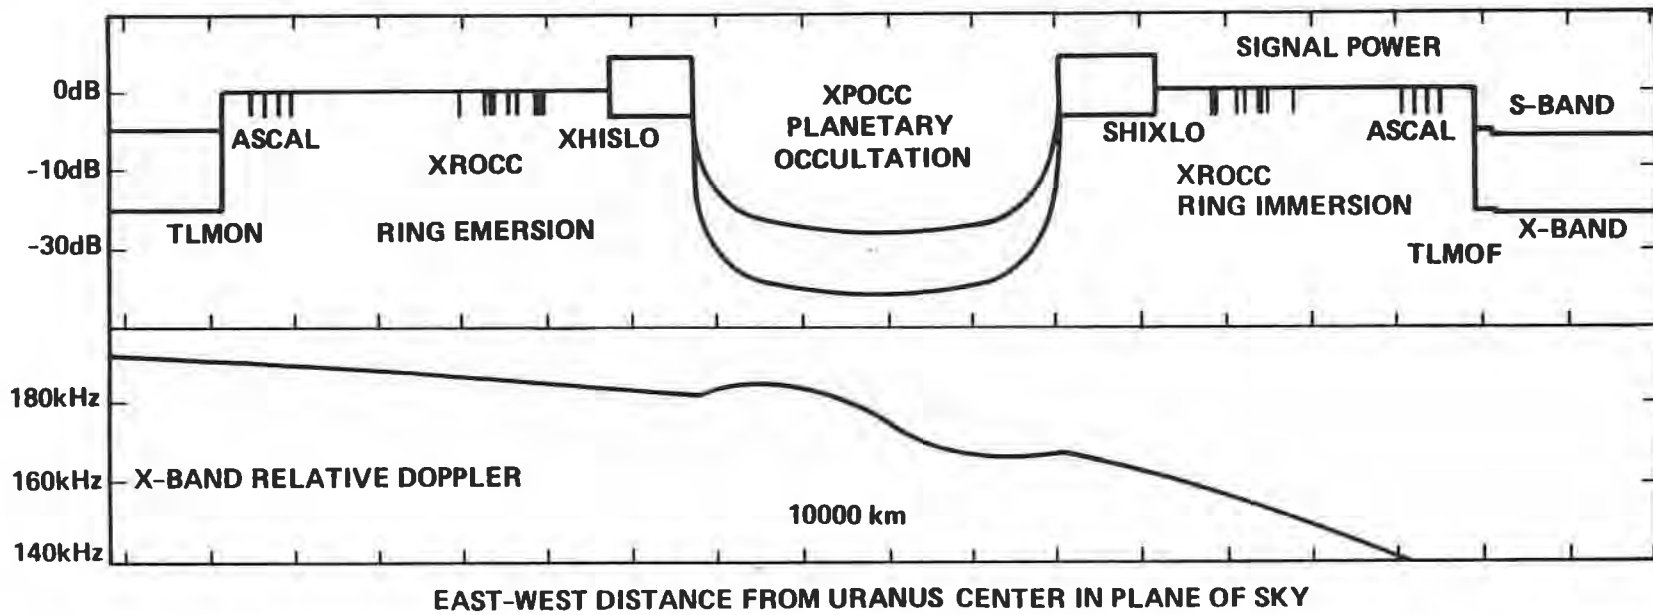 SIGNAL POWER
0dB
-10dB
-30dB
ASCAL
XROCC
XHISLO
TLMON
RING EMERSION
XPOCC
PLANETARY
OCCULTATION
SHIXLO
XROCC
RING IMMERSION
ASCAL
S-BAND
X-BAND
TLMOF
180kHz
160kHz
140kHz
X-BAND RELATIVE DOPPLER
10000 km
EAST-WEST DISTANCE FROM URANUS CENTER IN PLANE OF SKY